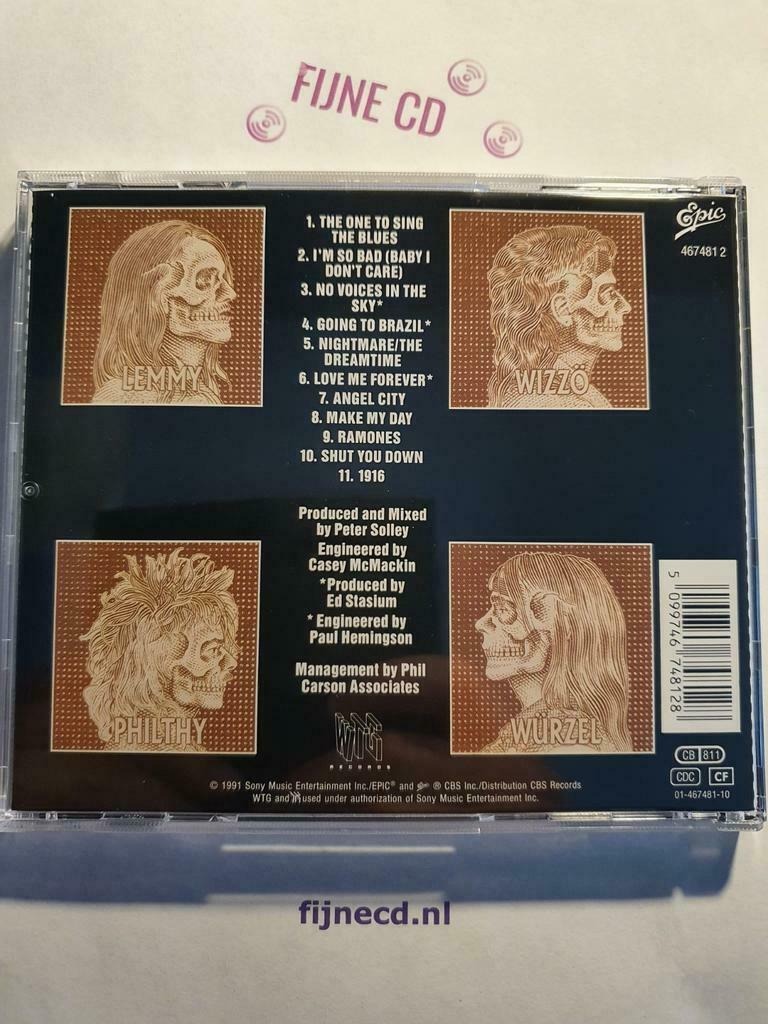 FIJNE CD
Epic
467481 2
1. THE ONE TO SING
THE BLUES
2. I'M SO BAD (BABY I
DON'T CARE)
3. NO VOICES IN THE
SKY*
4. GOING TO BRAZIL*
5. NIGHTMARE/THE
DREAMTIME
6. LOVE ME FOREVER*
7. ANGEL CITY
8. MAKE MY DAY
9. RAMONES
10. SHUT YOU DOWN
11. 1916
LEMMY
WIZZÖ
Produced and Mixed
by Peter Solley
Engineered by
Casey McMackin
*Produced by
Ed Stasium
* Engineered by
Paul Hemingson
Management by Phil
Carson Associates
PHILTHY
WÜRZEL
5 099746 748128
WTG
RECORDS
CB 811
CDC CF
01-467481-10
© 1991 Sony Music Entertainment Inc./EPIC® and ® CBS Inc./Distribution CBS Records
WTG and used under authorization of Sony Music Entertainment Inc.
fijnecd.nl